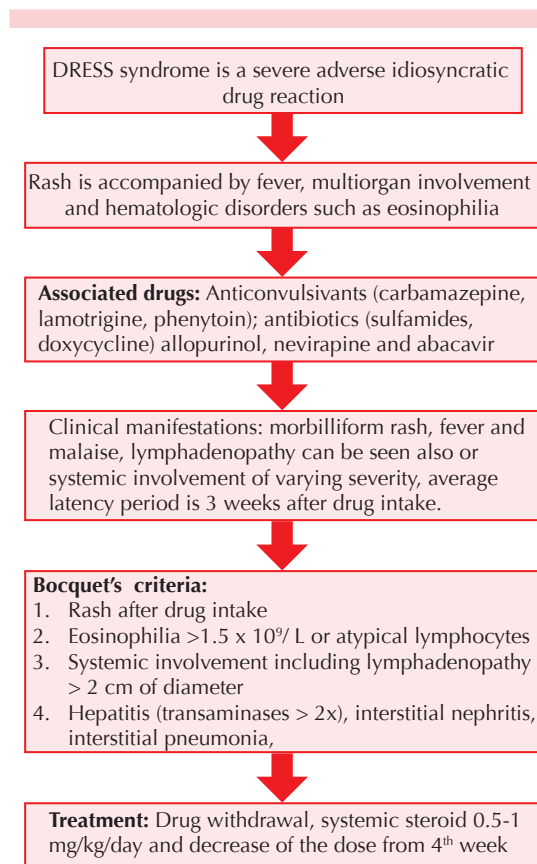 DRESS syndrome is a severe adverse idiosyncratic
drug reaction
Rash is accompanied by fever, multiorgan involvement
and hematologic disorders such as eosinophilia
Associated drugs: Anticonvulsivants (carbamazepine,
lamotrigine, phenytoin); antibiotics (sulfamides,
doxycycline) allopurinol, nevirapine and abacavir
Clinical manifestations: morbilliform rash, fever and
malaise, lymphadenopathy can be seen also or
systemic involvement of varying severity, average
latency period is 3 weeks after drug intake.
Bocquet's criteria:
1. Rash after drug intake
2. Eosinophilia >1.5 x 10⁹/ L or atypical lymphocytes
3. Systemic involvement including lymphadenopathy
> 2 cm of diameter
4. Hepatitis (transaminases > 2x), interstitial nephritis,
interstitial pneumonia,
Treatment: Drug withdrawal, systemic steroid 0.5-1
mg/kg/day and decrease of the dose from 4th week